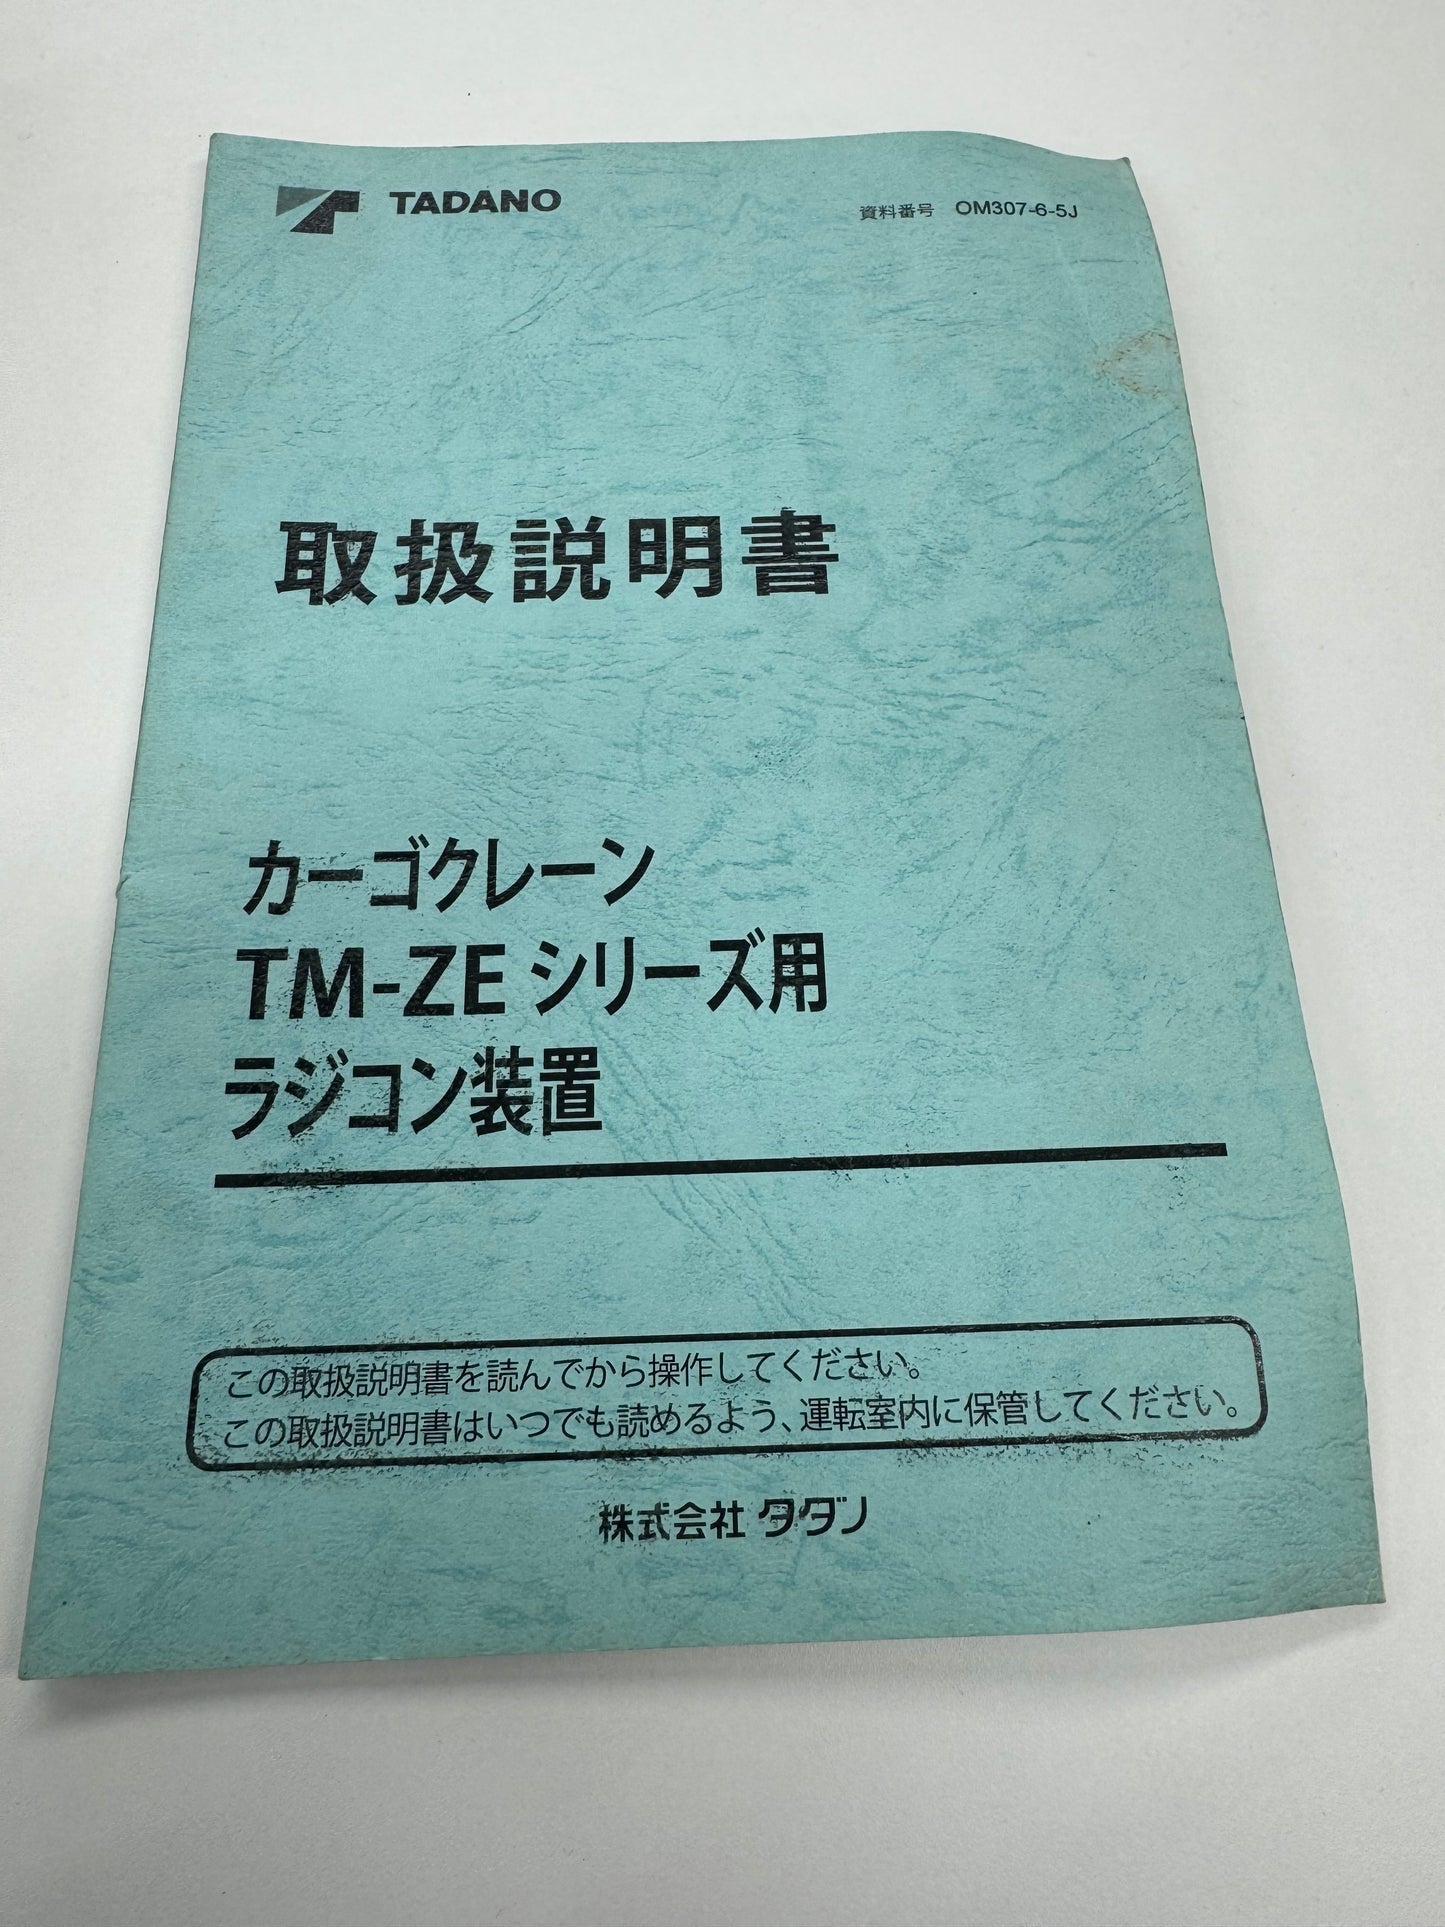 TADANO
資料番号 OM307-6-5J
取扱説明書
カーゴクレーン
TM-ZE シリーズ用
ラジコン装置
この取扱説明書を読んでから操作してください。
この取扱説明書はいつでも読めるよう、運転室内に保管してください。
株式会社 タダノ